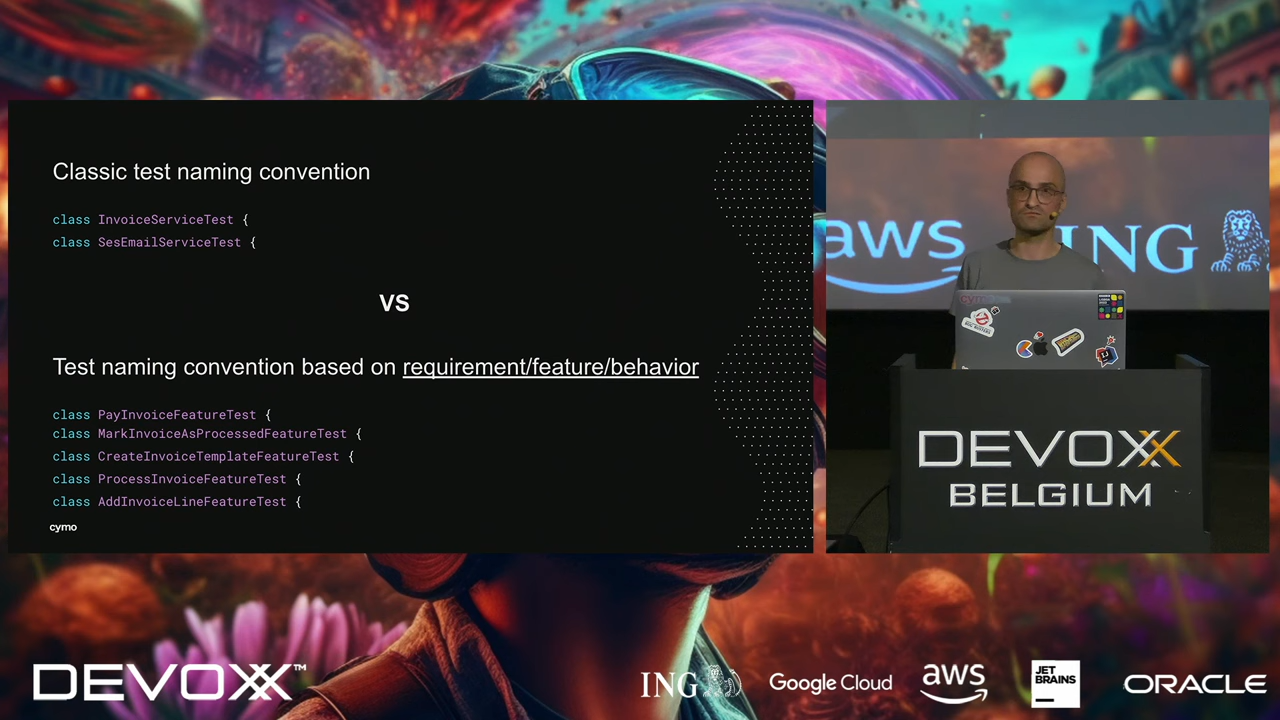 Classic test naming convention
class InvoiceServiceTest {
class SesEmailServiceTest {
VS
Test naming convention based on requirement/feature/behavior
class PayInvoiceFeatureTest {
class MarkInvoiceAsProcessedFeatureTest {
class CreateInvoiceTemplateFeatureTest {
class ProcessInvoiceFeatureTest {
class AddInvoiceLineFeatureTest {
cymo
aws
ING
cymo
DEVOXX
BELGIUM
DEVOXX™
ING
Google Cloud
aws
JET
BRAINS
ORACLE